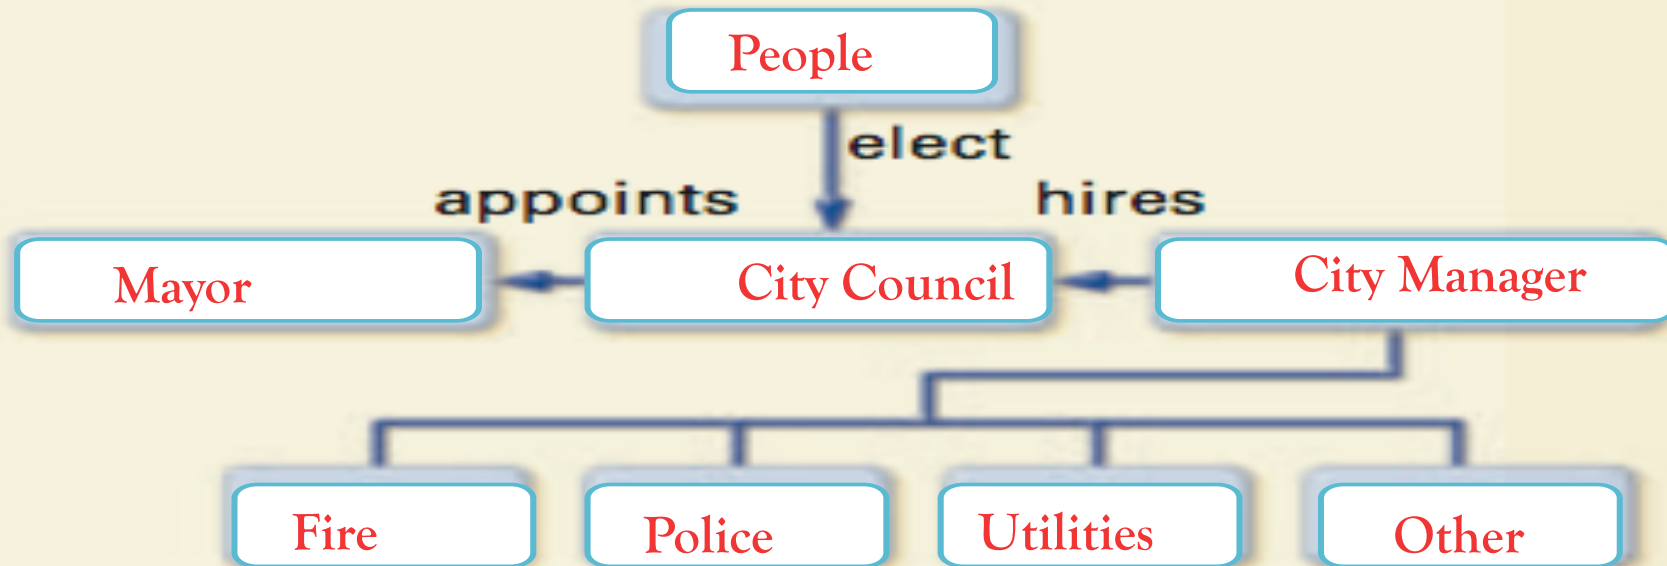 People
elect
appoints
hires
Mayor
City Council
City Manager
Fire
Police
Utilities
Other